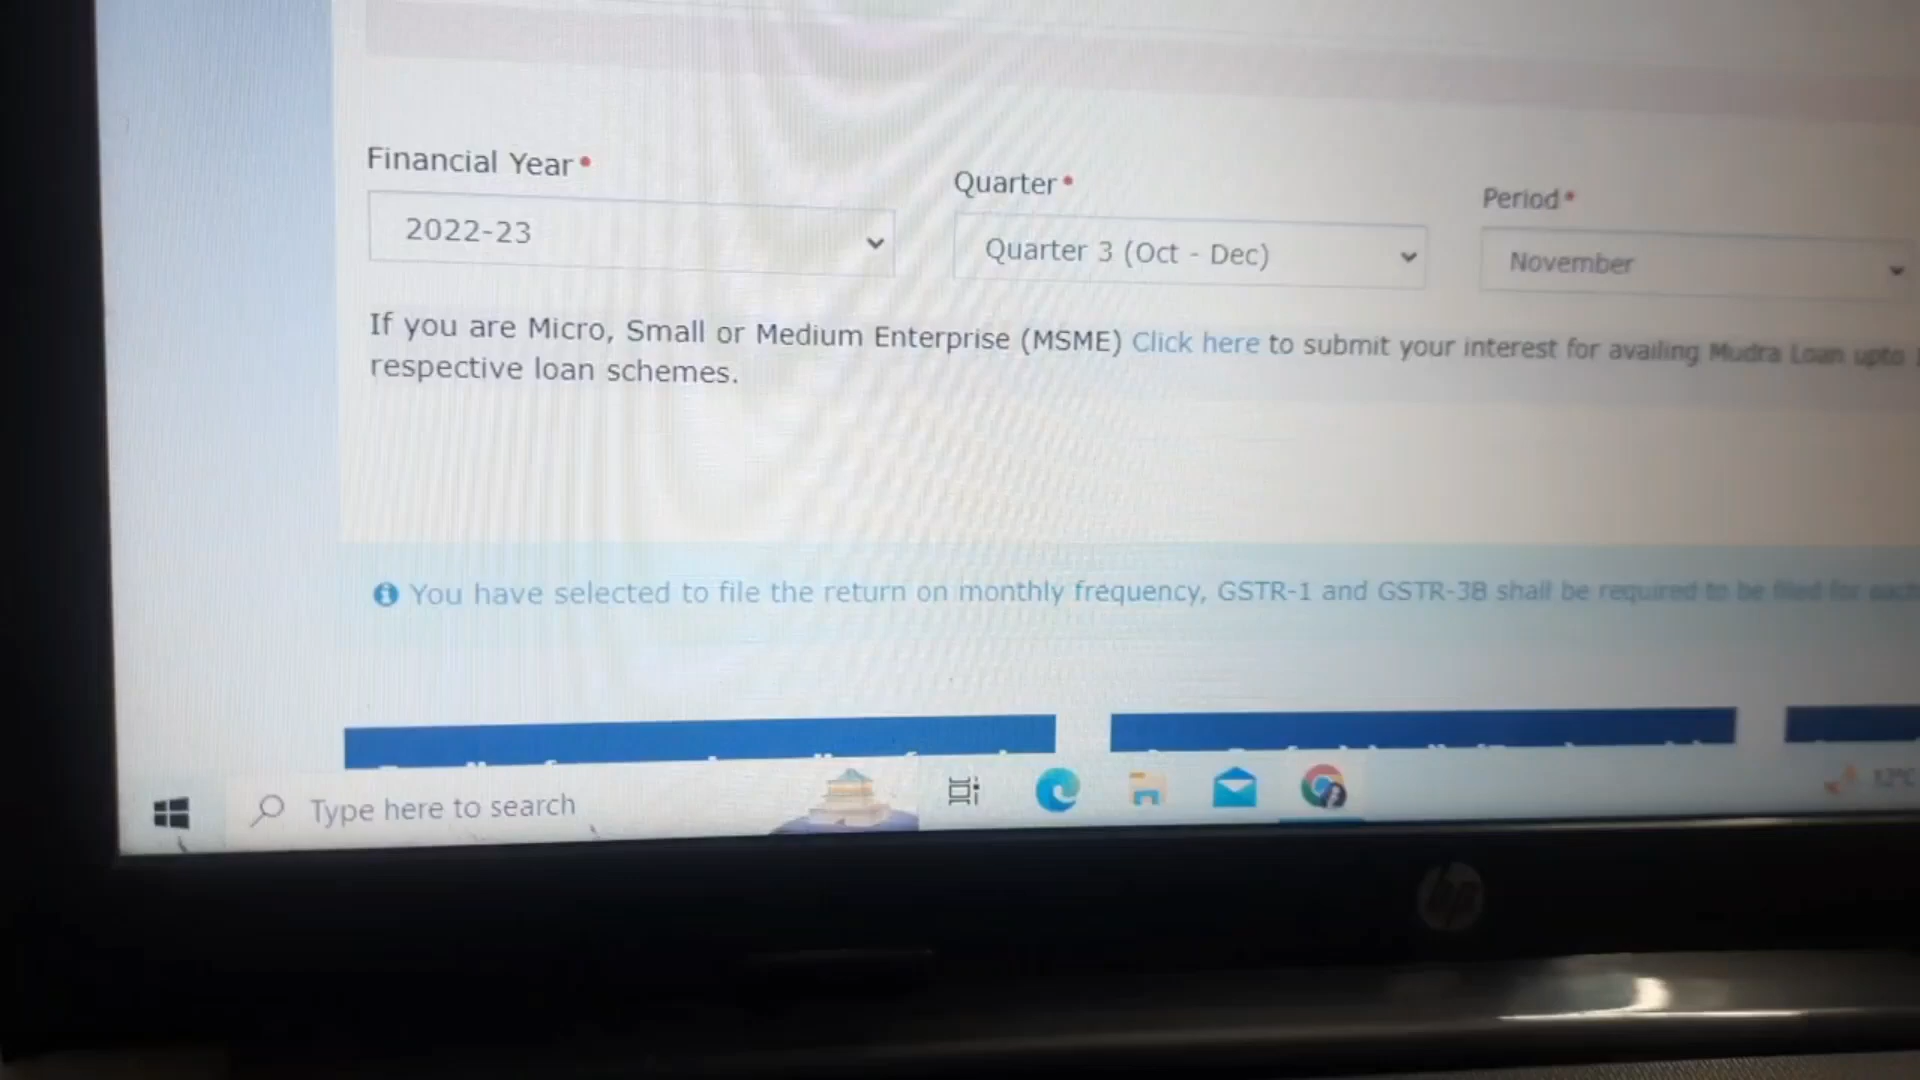 Financial Year•
Quarter•
Period•
2022-23
Quarter 3 (Oct - Dec)
November
If you are Micro, Small or Medium Enterprise (MSME) Click here to submit your interest for availing Mudra Loan upto
respective loan schemes.
You have selected to file the return on monthly frequency, GSTR-1 and GSTR-3B shall be required to be filed for each
Type here to search
12°C
hp